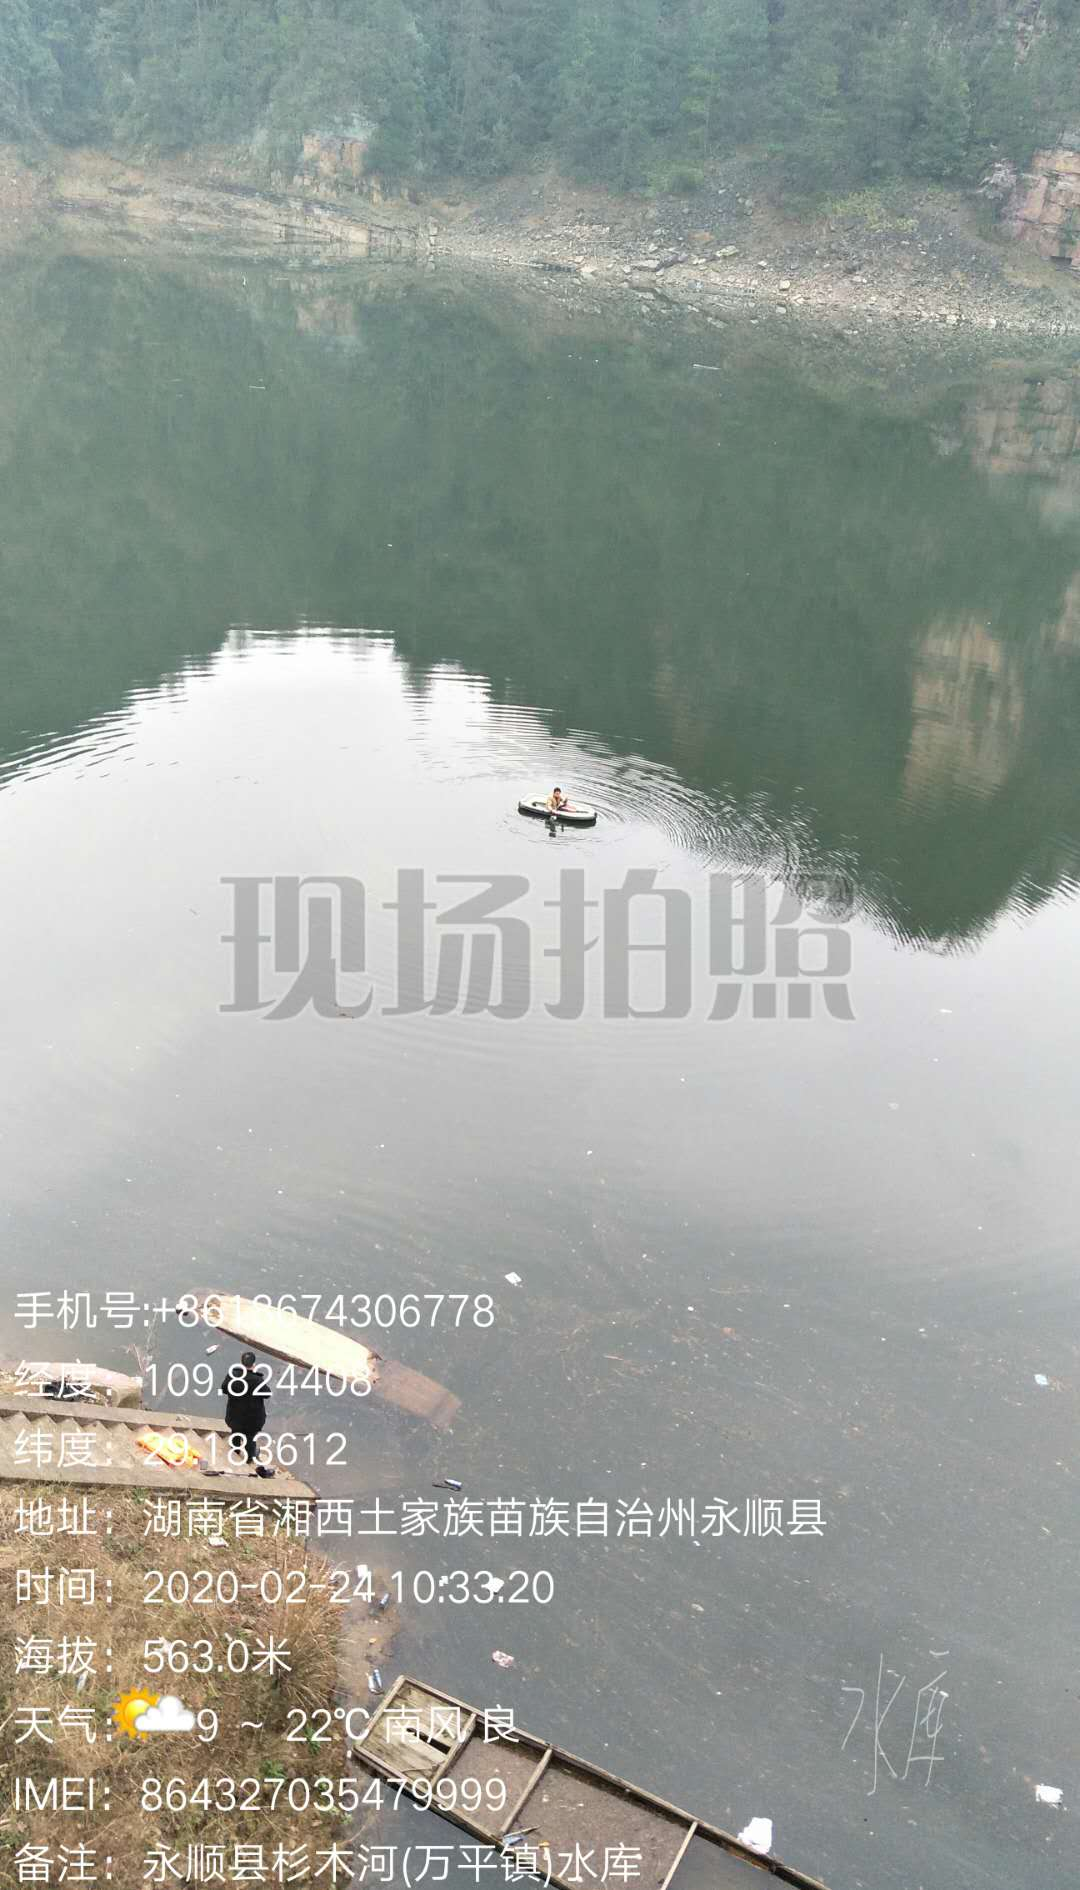 现场拍照
手机号:+8618674306778
经度：109.824408
纬度：29.183612
地址：湖南省湘西土家族苗族自治州永顺县
时间：2020-02-24 10:33:20
海拔：563.0米
天气：9 ~ 22℃ 南风 良
水库
IMEI：864327035479999
备注：永顺县杉木河(万平镇)水库